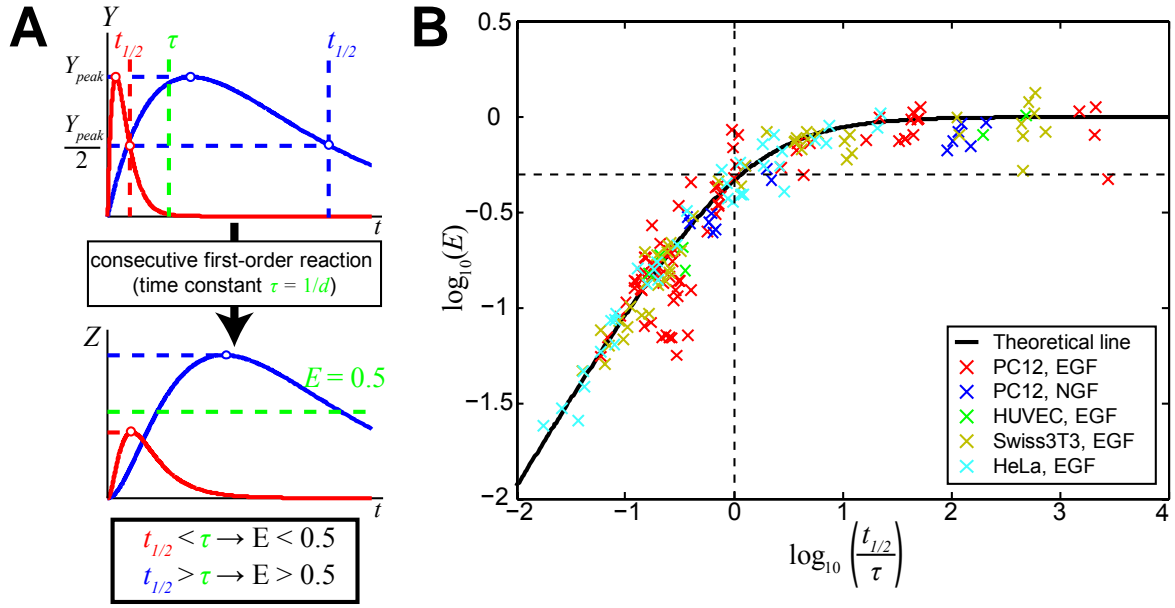 A
Y
t1/2
τ
t1/2
Ypeak
Ypeak
2
t
consecutive first-order reaction
(time constant τ = 1/d)
Z
E = 0.5
t
t1/2 < τ → E < 0.5
t1/2 > τ → E > 0.5
B
0.5
0
−0.5
−1
−1.5
−2
log10(E)
−2
−1
0
1
2
3
4
log10 (t1/2 / τ)
Theoretical line
PC12, EGF
PC12, NGF
HUVEC, EGF
Swiss3T3, EGF
HeLa, EGF